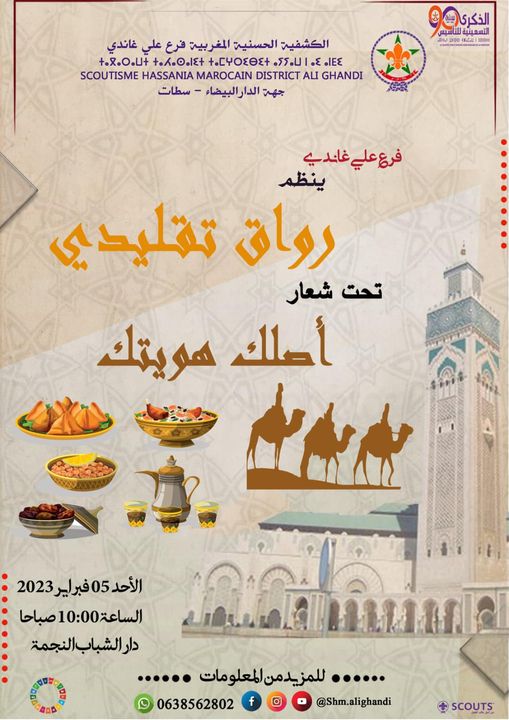 الذكرى 90
التسعينية للتأسيس
الكشفية الحسنية المغربية فرع علي غاندي
SCOUTISME HASSANIA MAROCAIN DISTRICT ALI GHANDI
جهة الدار البيضاء - سطات
فرع علي غاندي
ينظم
رواق تقليدي
تحت شعار
أصلك هويتك
الأحد 05 فبراير 2023
الساعة 10:00 صباحا
دار الشباب النجمة
للمزيد من المعلومات
0638562802 @Shm.alighandi
SCOUTS